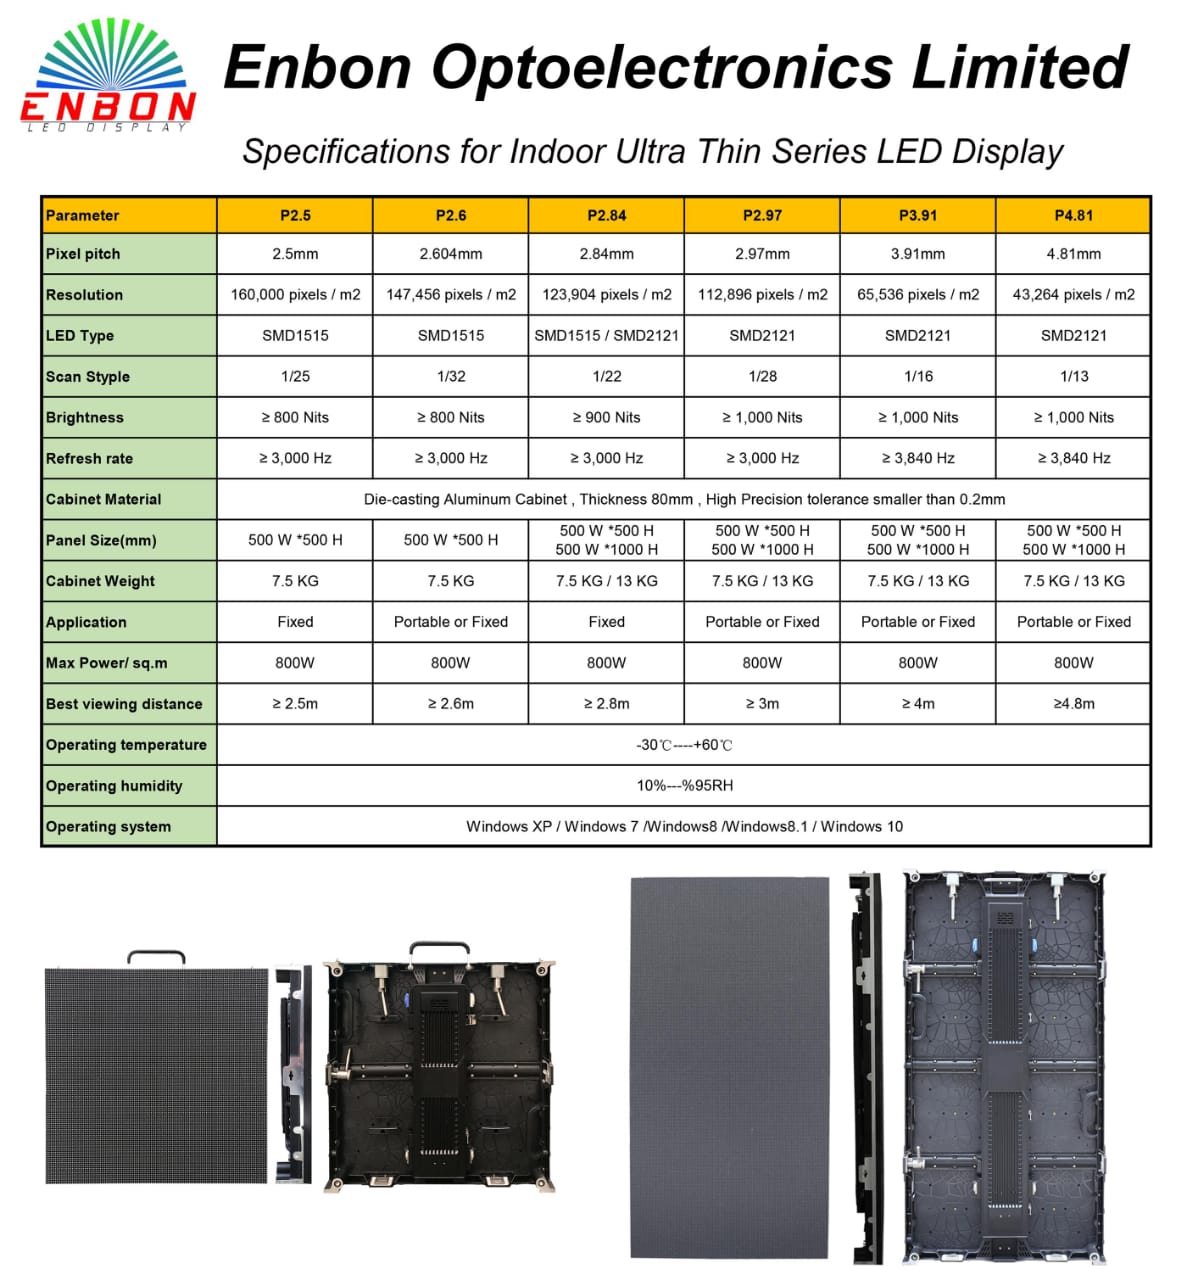 ENBON
LED DISPLAY
Enbon Optoelectronics Limited
Specifications for Indoor Ultra Thin Series LED Display
Parameter P2.5 P2.6 P2.84 P2.97 P3.91 P4.81
Pixel pitch 2.5mm 2.604mm 2.84mm 2.97mm 3.91mm 4.81mm
Resolution 160,000 pixels / m2 147,456 pixels / m2 123,904 pixels / m2 112,896 pixels / m2 65,536 pixels / m2 43,264 pixels / m2
LED Type SMD1515 SMD1515 SMD1515 / SMD2121 SMD2121 SMD2121 SMD2121
Scan Styple 1/25 1/32 1/22 1/28 1/16 1/13
Brightness ≥ 800 Nits ≥ 800 Nits ≥ 900 Nits ≥ 1,000 Nits ≥ 1,000 Nits ≥ 1,000 Nits
Refresh rate ≥ 3,000 Hz ≥ 3,000 Hz ≥ 3,000 Hz ≥ 3,000 Hz ≥ 3,840 Hz ≥ 3,840 Hz
Cabinet Material Die-casting Aluminum Cabinet , Thickness 80mm , High Precision tolerance smaller than 0.2mm
Panel Size(mm) 500 W *500 H 500 W *500 H 500 W *500 H 500 W *500 H 500 W *500 H 500 W *500 H
500 W *1000 H 500 W *1000 H 500 W *1000 H 500 W *1000 H
Cabinet Weight 7.5 KG 7.5 KG 7.5 KG / 13 KG 7.5 KG / 13 KG 7.5 KG / 13 KG 7.5 KG / 13 KG
Application Fixed Portable or Fixed Fixed Portable or Fixed Portable or Fixed Portable or Fixed
Max Power/ sq.m 800W 800W 800W 800W 800W 800W
Best viewing distance ≥ 2.5m ≥ 2.6m ≥ 2.8m ≥ 3m ≥ 4m ≥4.8m
Operating temperature -30℃----+60℃
Operating humidity 10%---%95RH
Operating system Windows XP / Windows 7 /Windows8 /Windows8.1 / Windows 10